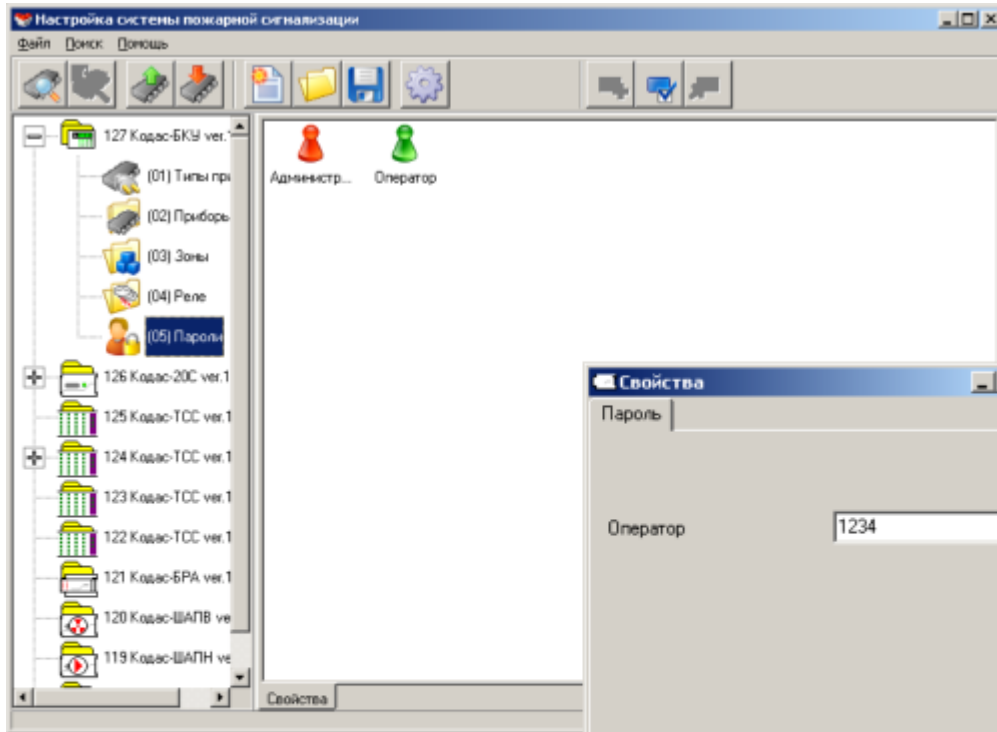 Настройка системы пожарной сигнализации
Файл Поиск Помощь
127 Кодас-БКУ ver.
(01) Типы при
(02) Приборы
(03) Зоны
(04) Реле
(05) Пароли
126 Кодас-20С ver.1
125 Кодас-ТСС ver.1
124 Кодас-ТСС ver.1
123 Кодас-ТСС ver.1
122 Кодас-ТСС ver.1
121 Кодас-БРА ver.1
120 Кодас-ШАПВ ve
119 Кодас-ШАПН ve
Администр... Оператор
Свойства
Свойства
Пароль
Оператор 1234